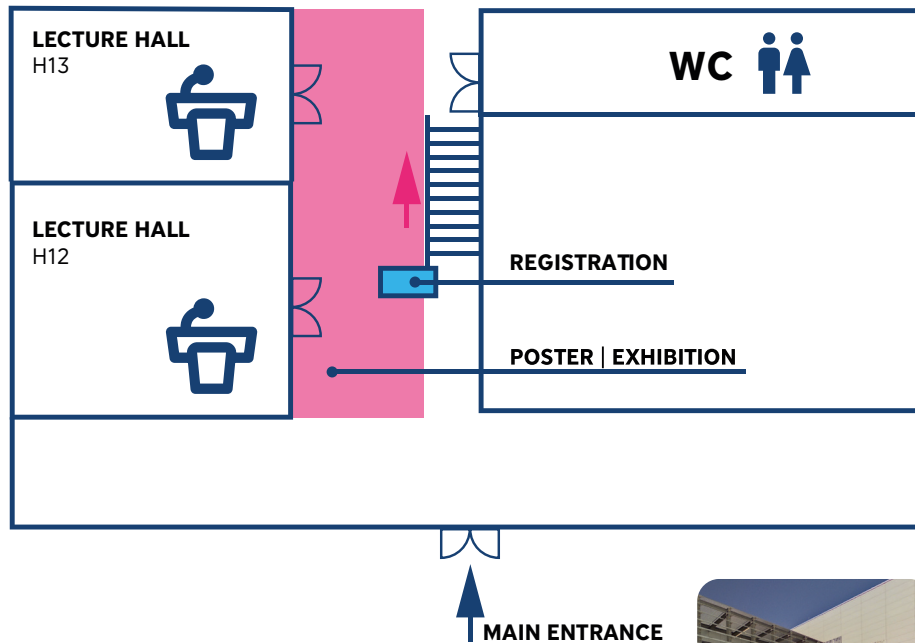 LECTURE HALL
H13
WC
LECTURE HALL
H12
REGISTRATION
POSTER | EXHIBITION
MAIN ENTRANCE